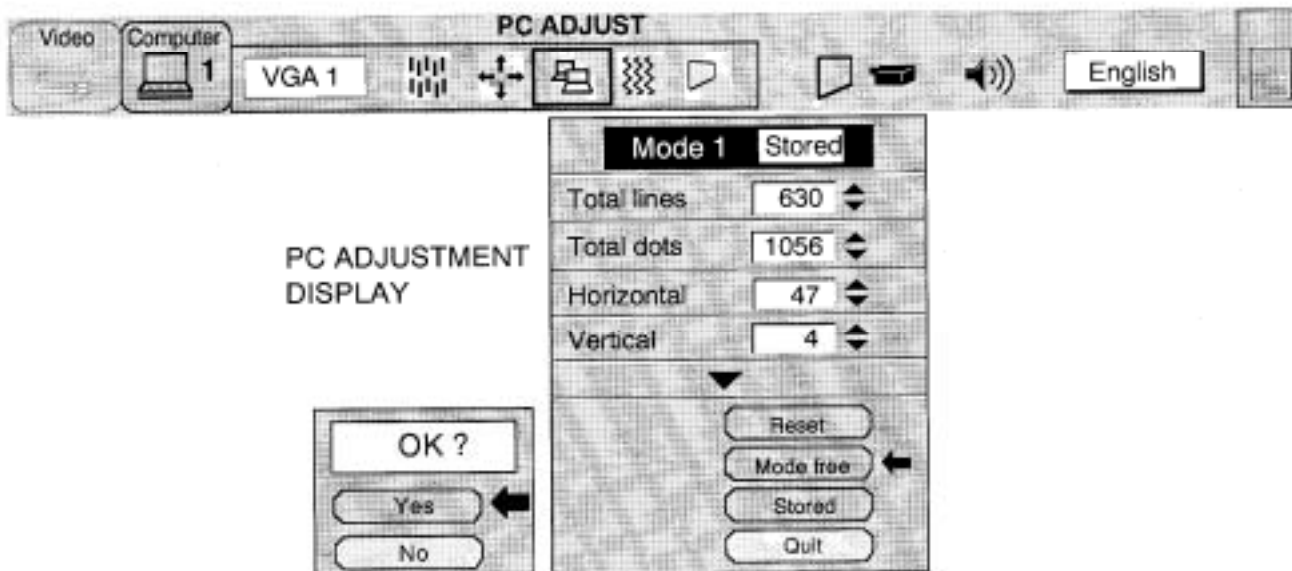 PC ADJUST
Video
Computer
1
VGA 1
English
Mode 1 Stored
Total lines 630
Total dots 1056
Horizontal 47
Vertical 4
PC ADJUSTMENT
DISPLAY
Reset
Mode free
Stored
Quit
OK ?
Yes
No